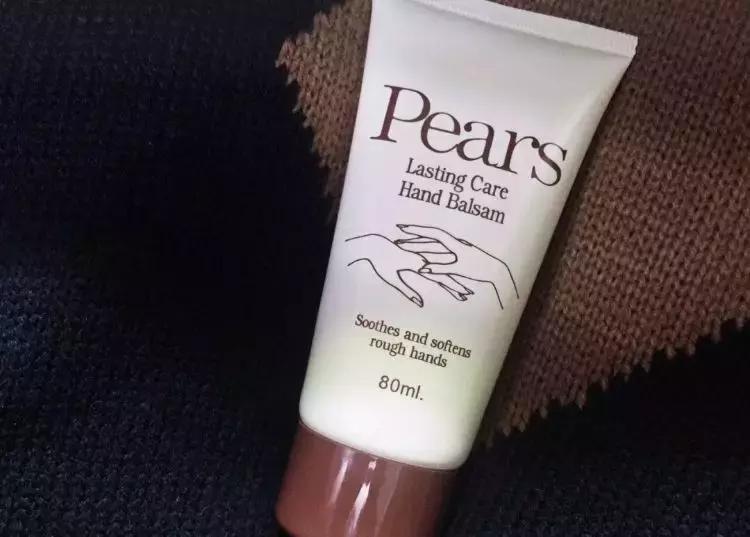 Pears
Lasting Care
Hand Balsam
Soothes and softens
rough hands
80ml.